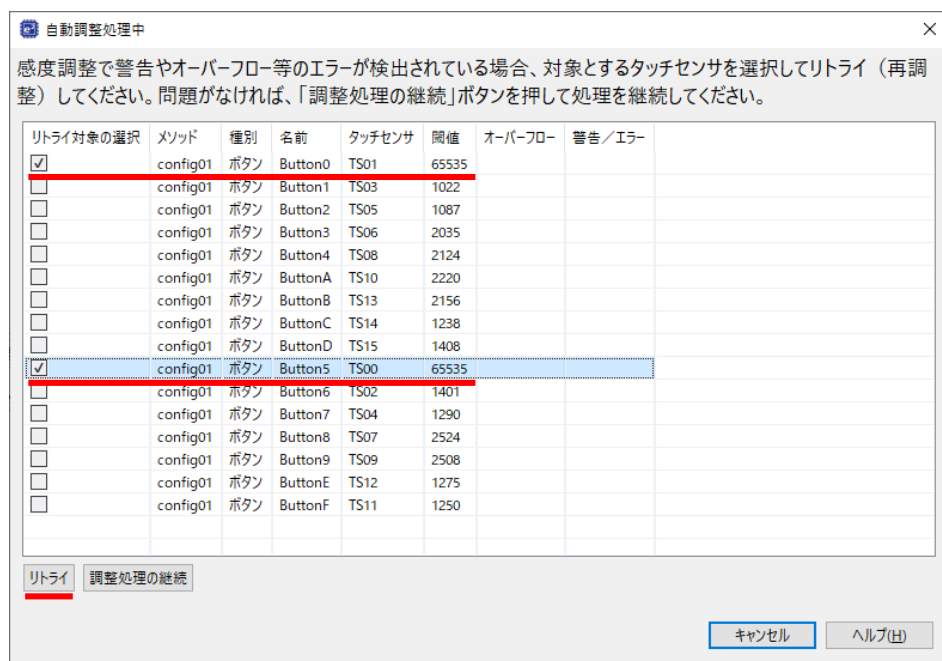 自動調整処理中
感度調整で警告やオーバーフロー等のエラーが検出されている場合、対象とするタッチセンサを選択してリトライ（再調
整）してください。問題がなければ、「調整処理の継続」ボタンを押して処理を継続してください。
リトライ対象の選択 メソッド 種別 名前 タッチセンサ 閾値 オーバーフロー 警告／エラー
config01 ボタン Button0 TS01 65535
config01 ボタン Button1 TS03 1022
config01 ボタン Button2 TS05 1087
config01 ボタン Button3 TS06 2035
config01 ボタン Button4 TS08 2124
config01 ボタン ButtonA TS10 2220
config01 ボタン ButtonB TS13 2156
config01 ボタン ButtonC TS14 1238
config01 ボタン ButtonD TS15 1408
config01 ボタン Button5 TS00 65535
config01 ボタン Button6 TS02 1401
config01 ボタン Button7 TS04 1290
config01 ボタン Button8 TS07 2524
config01 ボタン Button9 TS09 2508
config01 ボタン ButtonE TS12 1275
config01 ボタン ButtonF TS11 1250
リトライ 調整処理の継続
キャンセル ヘルプ(H)